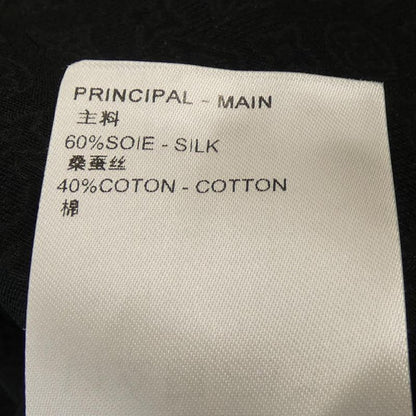 PRINCIPAL - MAIN
主料
60%SOIE - SILK
桑蚕丝
40%COTON - COTTON
棉